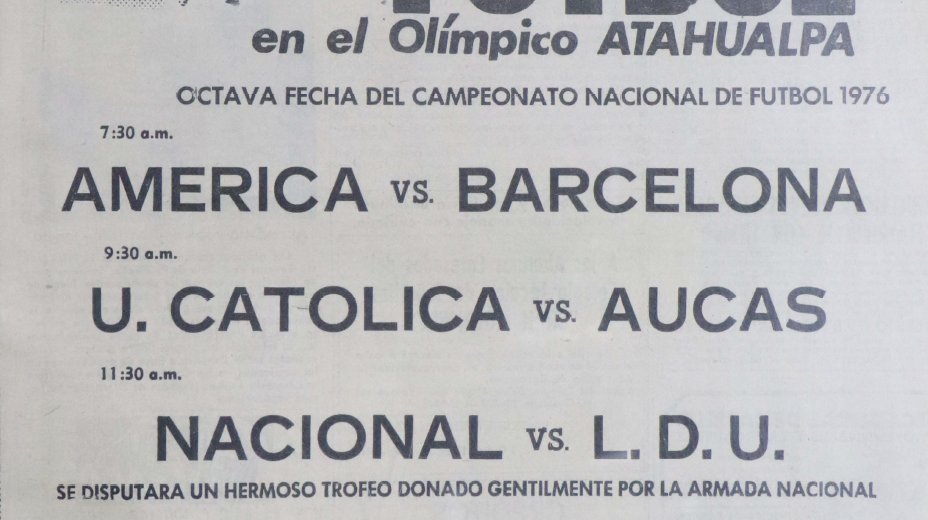 FUTBOL
en el Olímpico ATAHUALPA
OCTAVA FECHA DEL CAMPEONATO NACIONAL DE FUTBOL 1976
7:30 a.m.
AMERICA vs. BARCELONA
9:30 a.m.
U. CATOLICA vs. AUCAS
11:30 a.m.
NACIONAL vs. L. D. U.
SE DISPUTARA UN HERMOSO TROFEO DONADO GENTILMENTE POR LA ARMADA NACIONAL